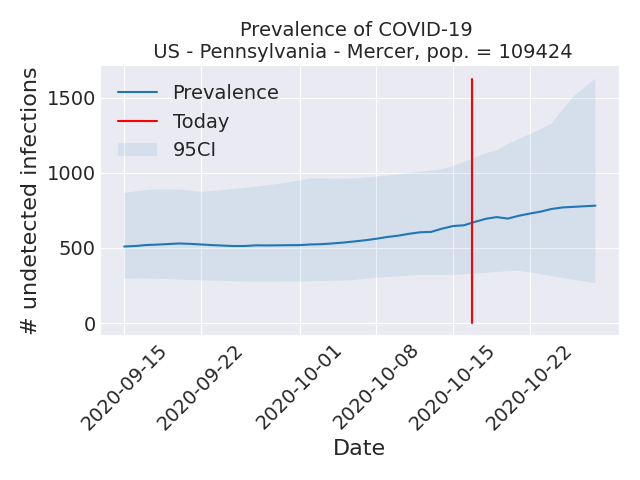 Prevalence of COVID-19
US - Pennsylvania - Mercer, pop. = 109424
# undetected infections
1500
1000
500
0
Prevalence
Today
95CI
2020-09-15
2020-09-22
2020-10-01
2020-10-08
2020-10-15
2020-10-22
Date